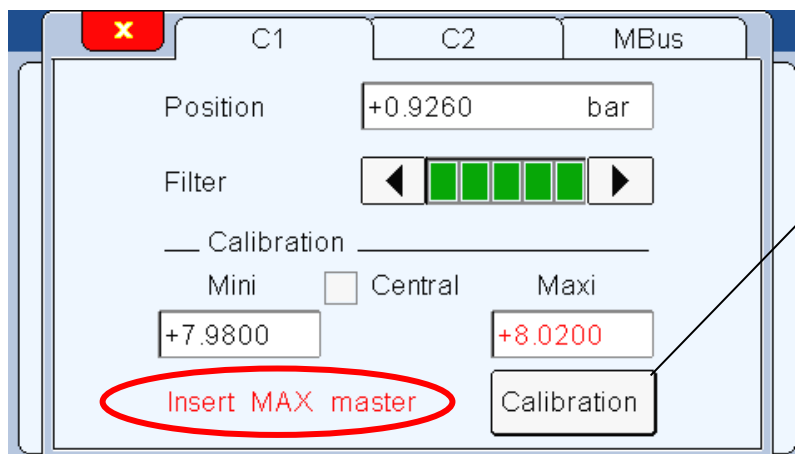 x C1 C2 MBus
Position +0.9260 bar
Filter
Calibration
Mini Central Maxi
+7.9800 +8.0200
Insert MAX master Calibration